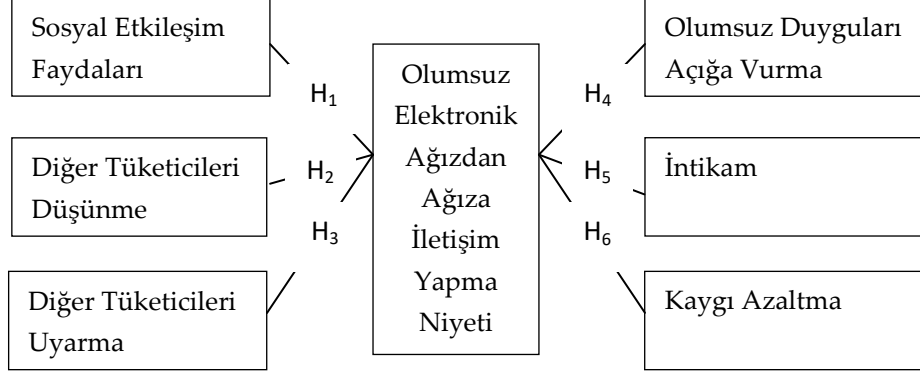 Sosyal Etkileşim
Faydaları
Diğer Tüketicileri
Düşünme
Diğer Tüketicileri
Uyarma
H1
H2
H3
Olumsuz
Elektronik
Ağızdan
Ağıza
İletişim
Yapma
Niyeti
H4
H5
H6
Olumsuz Duyguları
Açığa Vurma
İntikam
Kaygı Azaltma